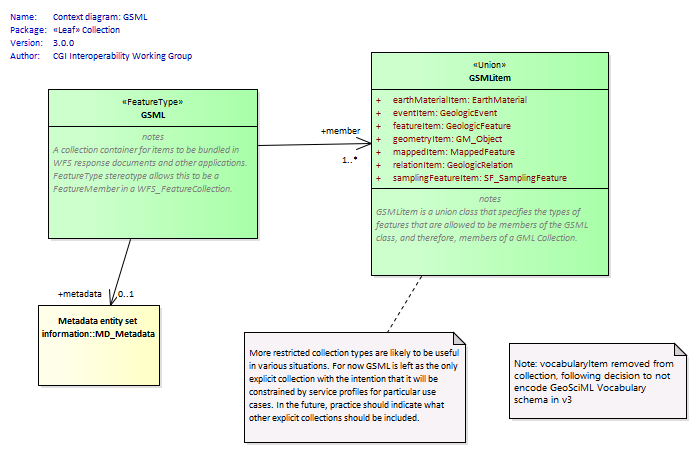 Name: Context diagram: GSML
Package: «Leaf» Collection
Version: 3.0.0
Author: CGI Interoperability Working Group
«FeatureType»
GSML
notes
A collection container for items to be bundled in
WFS response documents and other applications.
FeatureType stereotype allows this to be a
FeatureMember in a WFS_FeatureCollection.
+member
1..*
«Union»
GSMLitem
+ earthMaterialItem: EarthMaterial
+ eventItem: GeologicEvent
+ featureItem: GeologicFeature
+ geometryItem: GM_Object
+ mappedItem: MappedFeature
+ relationItem: GeologicRelation
+ samplingFeatureItem: SF_SamplingFeature
notes
GSMLitem is a union class that specifies the types of
features that are allowed to be members of the GSML
class, and therefore, members of a GML Collection.
+metadata 0..1
Metadata entity set
information::MD_Metadata
More restricted collection types are likely to be useful
in various situations. For now GSML is left as the only
explicit collection with the intention that it will be
constrained by service profiles for particular use
cases. In the future, practice should indicate what
other explicit collections should be included.
Note: vocabularyItem removed from
collection, following decision to not
encode GeoSciML Vocabulary
schema in v3